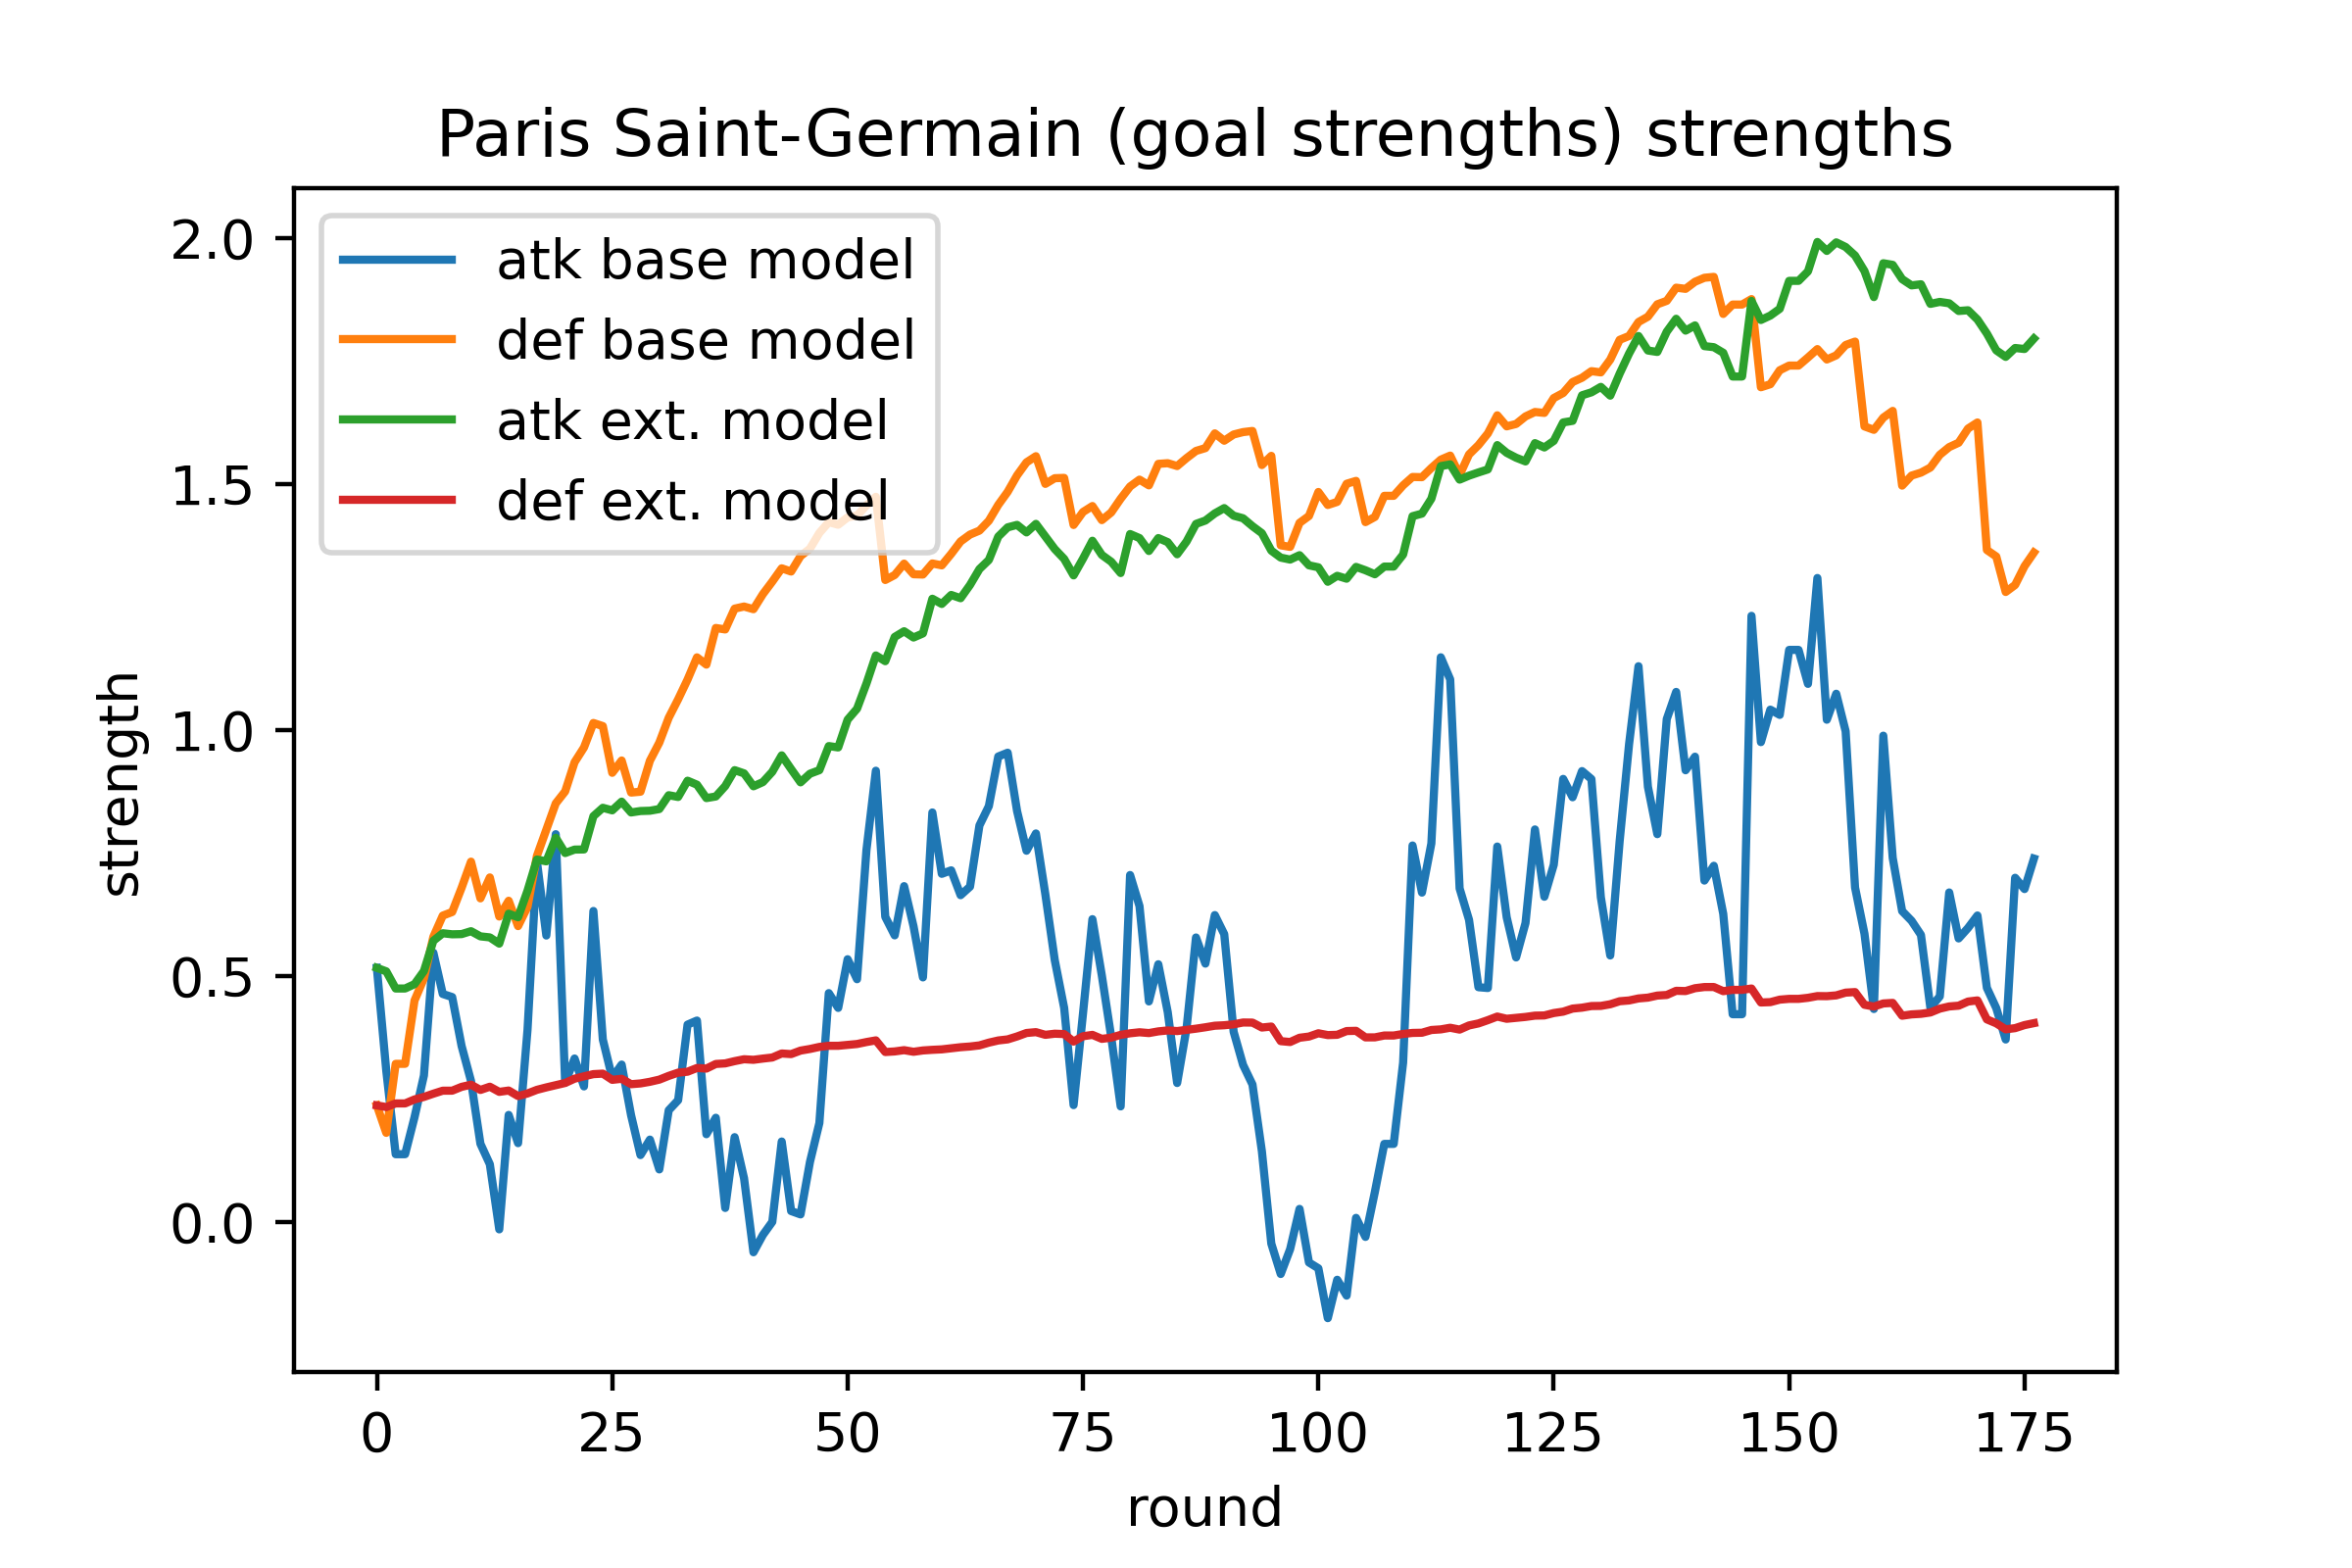 Paris Saint-Germain (goal strengths) strengths
atk base model
def base model
atk ext. model
def ext. model
strength
2.0
1.5
1.0
0.5
0.0
0 25 50 75 100 125 150 175
round